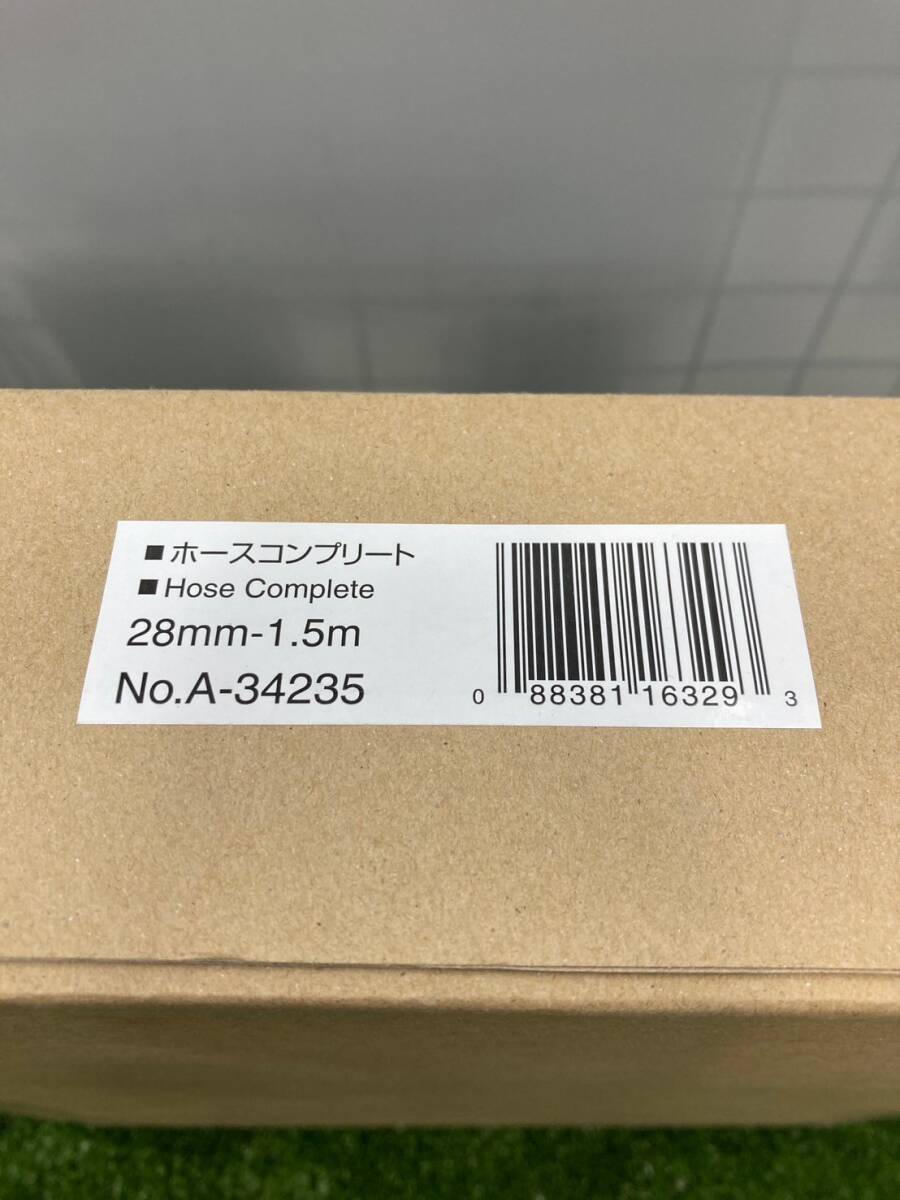 ■ ホースコンプリート
■ Hose Complete
28mm-1.5m
No.A-34235
0 88381 16329 3